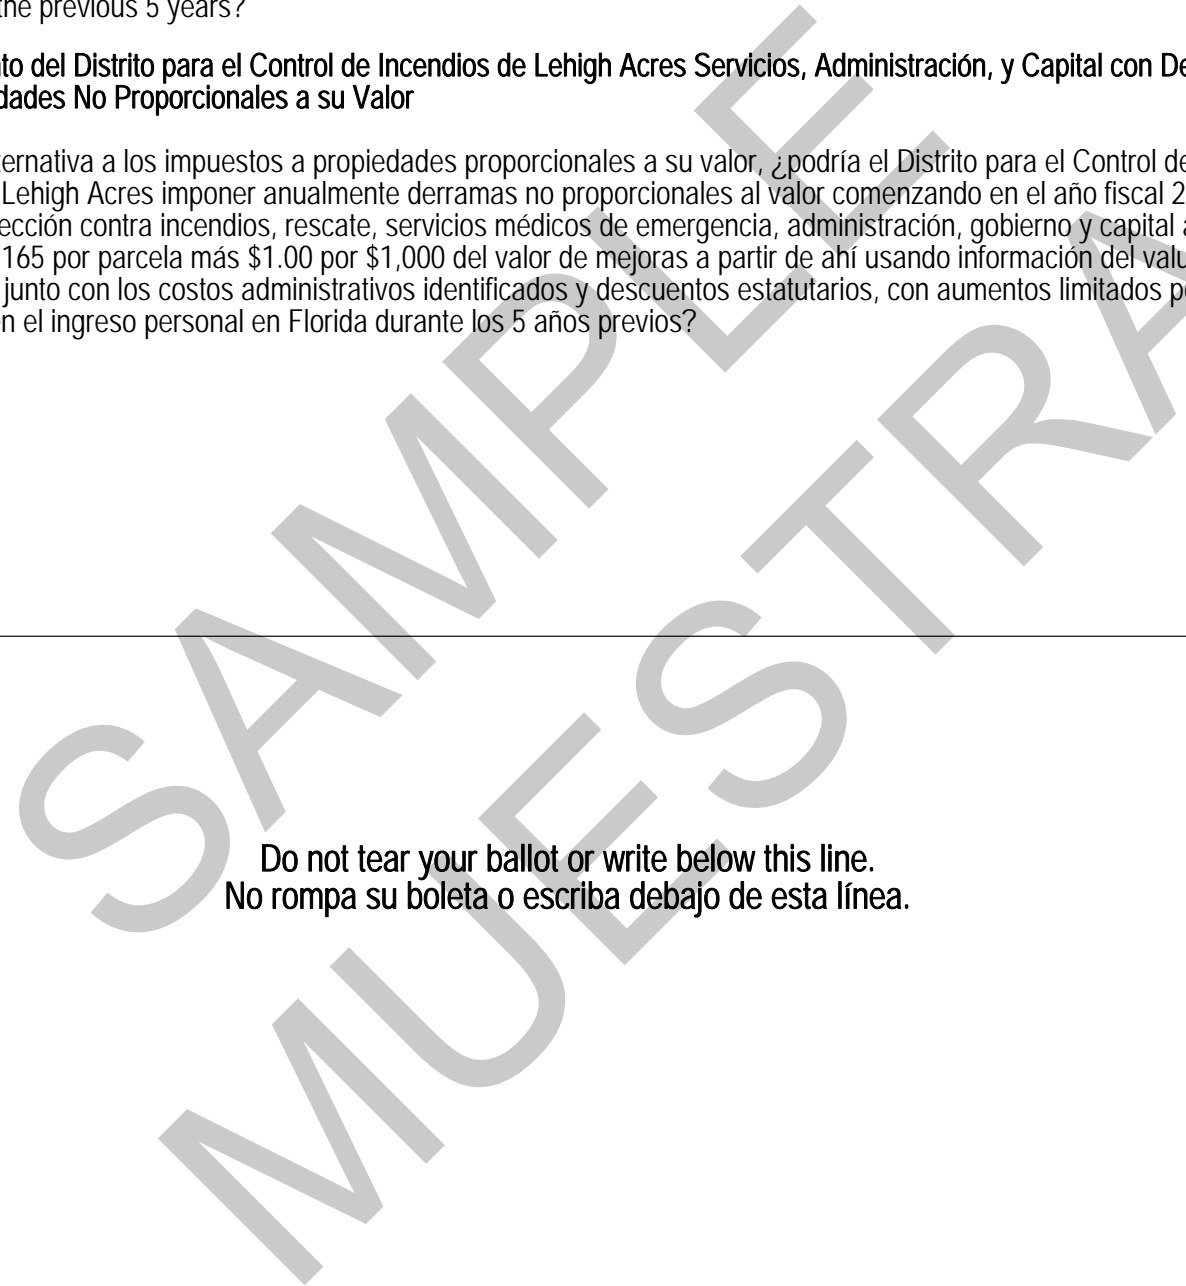 the previous 5 years?
to del Distrito para el Control de Incendios de Lehigh Acres Servicios, Administración, y Capital con De
dades No Proporcionales a su Valor
ternativa a los impuestos a propiedades proporcionales a su valor, ¿podría el Distrito para el Control de
Lehigh Acres imponer anualmente derramas no proporcionales al valor comenzando en el año fiscal 2
ección contra incendios, rescate, servicios médicos de emergencia, administración, gobierno y capital a
165 por parcela más $1.00 por $1,000 del valor de mejoras a partir de ahí usando información del valu
junto con los costos administrativos identificados y descuentos estatutarios, con aumentos limitados po
en el ingreso personal en Florida durante los 5 años previos?
Do not tear your ballot or write below this line.
No rompa su boleta o escriba debajo de esta línea.
SAMPLE
MUESTRA